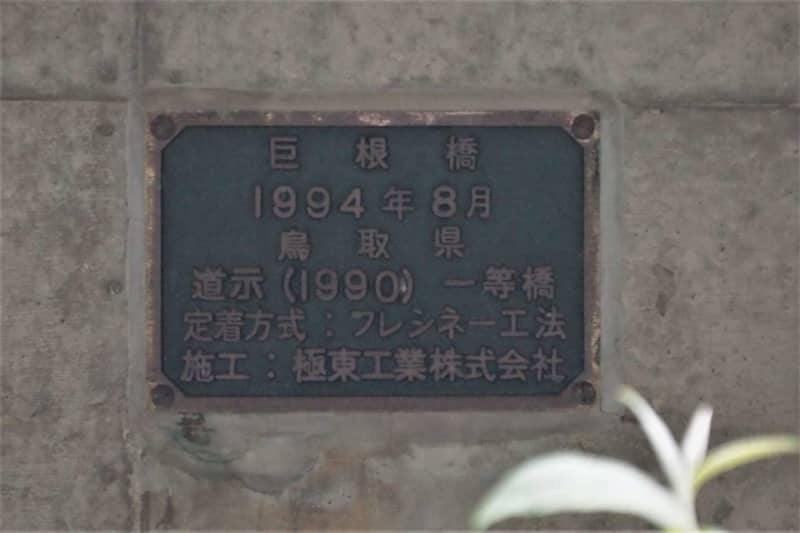 巨根橋
1994年8月
鳥取県
道示(1990)一等橋
定着方式:フレシネー工法
施工:極東工業株式会社